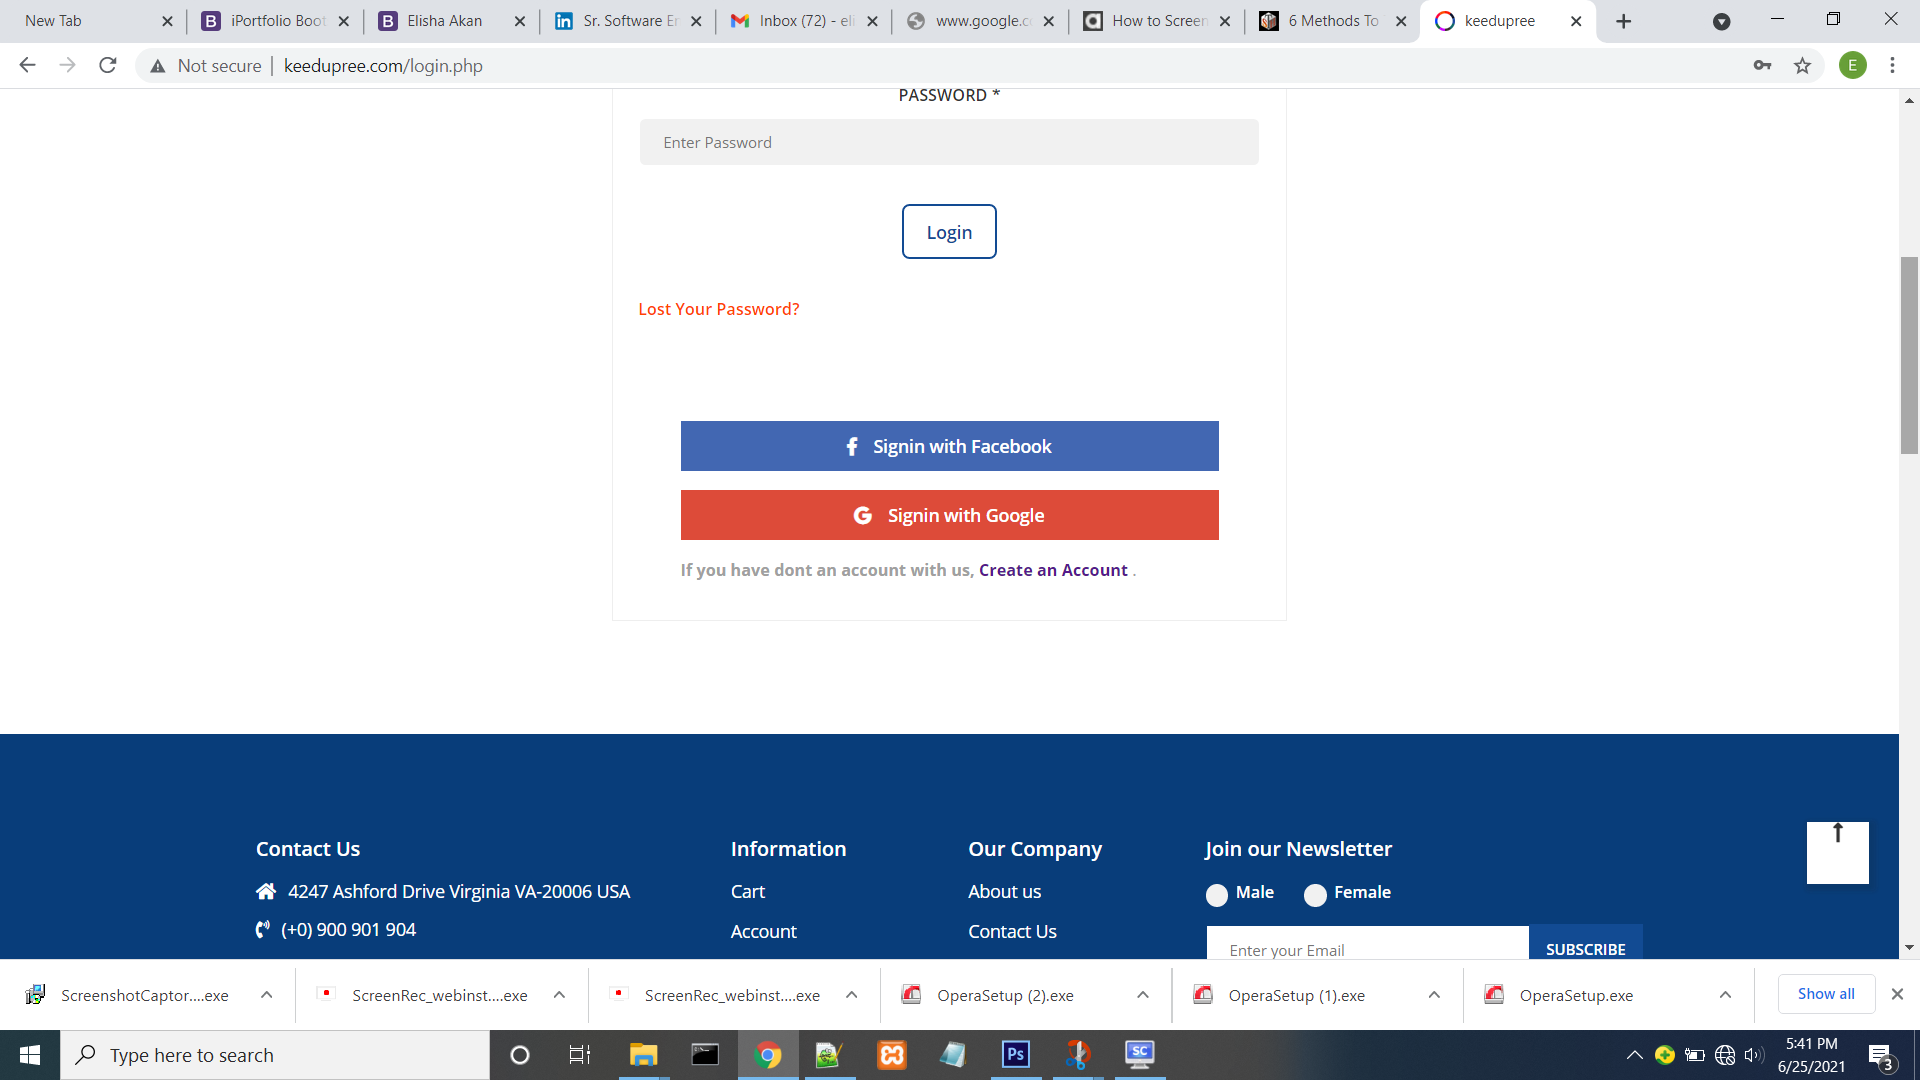 New Tab
iPortfolio Boot
Elisha Akan
Sr. Software En
Inbox (72) - eli
www.google.co
How to Screen
6 Methods To
keedupree
Not secure
keedupree.com/login.php
E
PASSWORD *
Enter Password
Login
Lost Your Password?
Signin with Facebook
Signin with Google
If you have dont an account with us, Create an Account .
Contact Us
4247 Ashford Drive Virginia VA-20006 USA
(+0) 900 901 904
Information
Cart
Account
Our Company
About us
Contact Us
Join our Newsletter
Male
Female
Enter your Email
SUBSCRIBE
ScreenshotCaptor....exe
ScreenRec_webinst....exe
ScreenRec_webinst....exe
OperaSetup (2).exe
OperaSetup (1).exe
OperaSetup.exe
Show all
Type here to search
Ps
SC
5:41 PM
6/25/2021
3